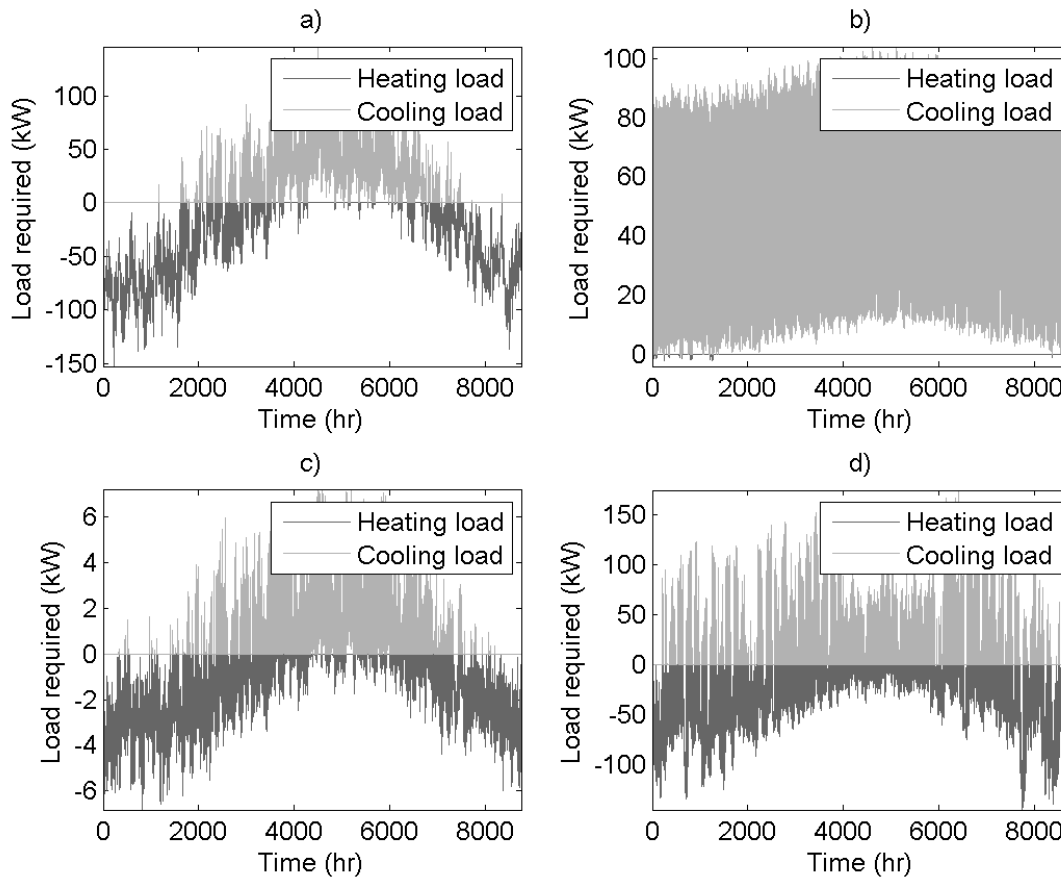 a)
Load required (kW)
100
50
0
-50
-100
-150
Heating load
Cooling load
0 2000 4000 6000 8000
Time (hr)
b)
Load required (kW)
100
80
60
40
20
0
Heating load
Cooling load
0 2000 4000 6000 8000
Time (hr)
c)
Load required (kW)
6
4
2
0
-2
-4
-6
Heating load
Cooling load
0 2000 4000 6000 8000
Time (hr)
d)
Load required (kW)
150
100
50
0
-50
-100
Heating load
Cooling load
0 2000 4000 6000 8000
Time (hr)